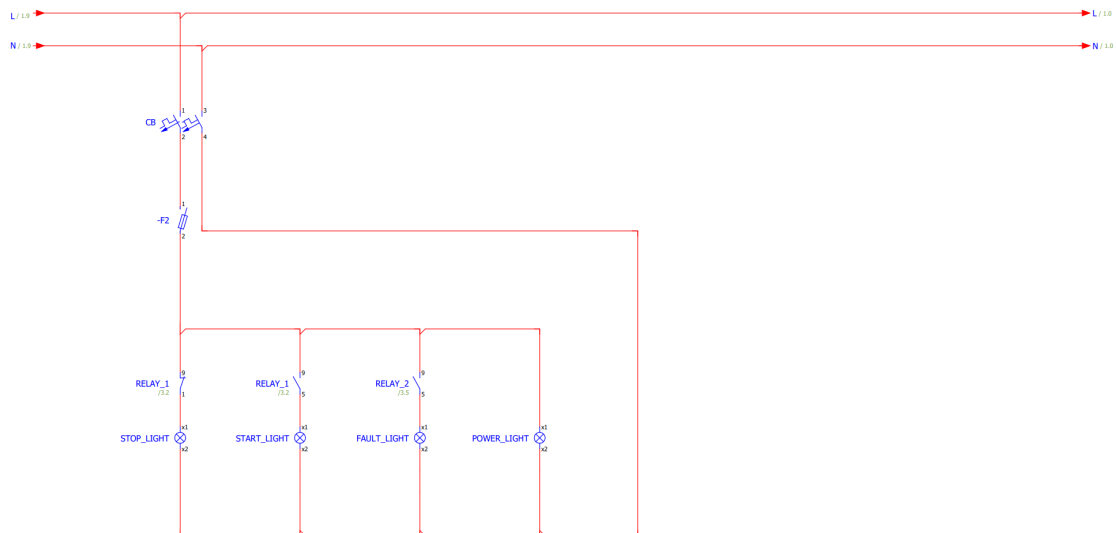 L / 1.9
L / 1.0
N / 1.9
N / 1.0
1 3
CB
2 4
1
-F2
2
9 9 9
RELAY_1 RELAY_1 RELAY_2
/3.2 /3.2 /3.5
1 5 5
x1 x1 x1 x1
STOP_LIGHT START_LIGHT FAULT_LIGHT POWER_LIGHT
x2 x2 x2 x2